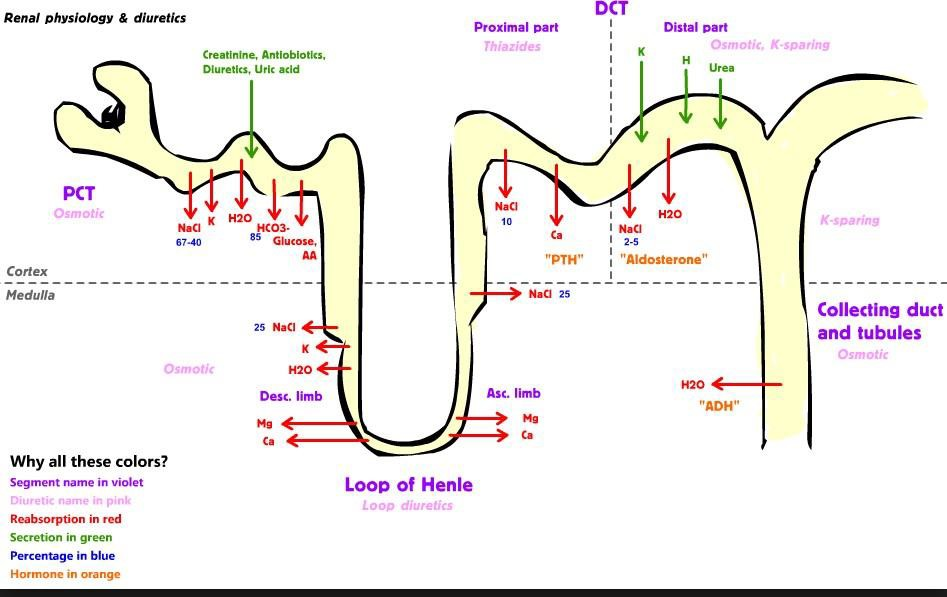 Renal physiology & diuretics
DCT
Proximal part
Thiazides
Distal part
Osmotic, K-sparing
Creatinine, Antiobiotics,
Diuretics, Uric acid
K
H
Urea
PCT
Osmotic
NaCl
67-40
K
H2O
85
HCO3-
Glucose,
AA
NaCl
10
Ca
"PTH"
NaCl
2-5
"Aldosterone"
H2O
K-sparing
Cortex
Medulla
NaCl 25
Collecting duct
and tubules
Osmotic
25 NaCl
K
H2O
Osmotic
Desc. limb
Asc. limb
Mg
Ca
Mg
Ca
H2O
"ADH"
Loop of Henle
Loop diuretics
Why all these colors?
Segment name in violet
Diuretic name in pink
Reabsorption in red
Secretion in green
Percentage in blue
Hormone in orange